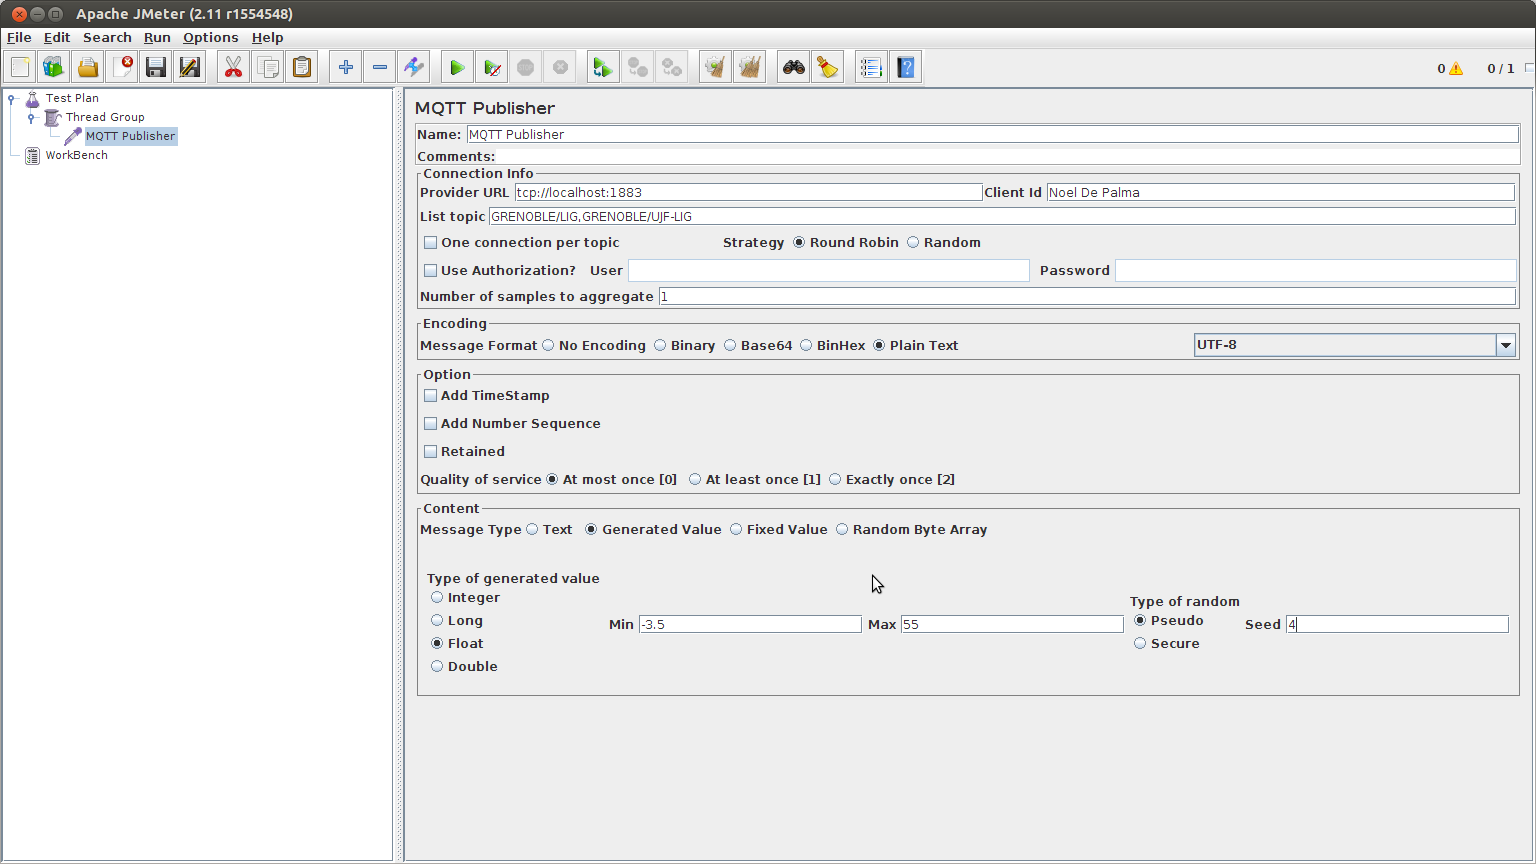 Apache JMeter (2.11 r1554548)
File Edit Search Run Options Help
0 0 / 1
Test Plan
Thread Group
MQTT Publisher
WorkBench
MQTT Publisher
Name: MQTT Publisher
Comments:
Connection Info
Provider URL tcp://localhost:1883 Client Id Noel De Palma
List topic GRENOBLE/LIG,GRENOBLE/UJF-LIG
One connection per topic Strategy Round Robin Random
Use Authorization? User Password
Number of samples to aggregate 1
Encoding
Message Format No Encoding Binary Base64 BinHex Plain Text UTF-8
Option
Add TimeStamp
Add Number Sequence
Retained
Quality of service At most once [0] At least once [1] Exactly once [2]
Content
Message Type Text Generated Value Fixed Value Random Byte Array
Type of generated value
Integer
Long
Float
Double
Min -3.5 Max 55
Type of random
Pseudo
Secure
Seed 4